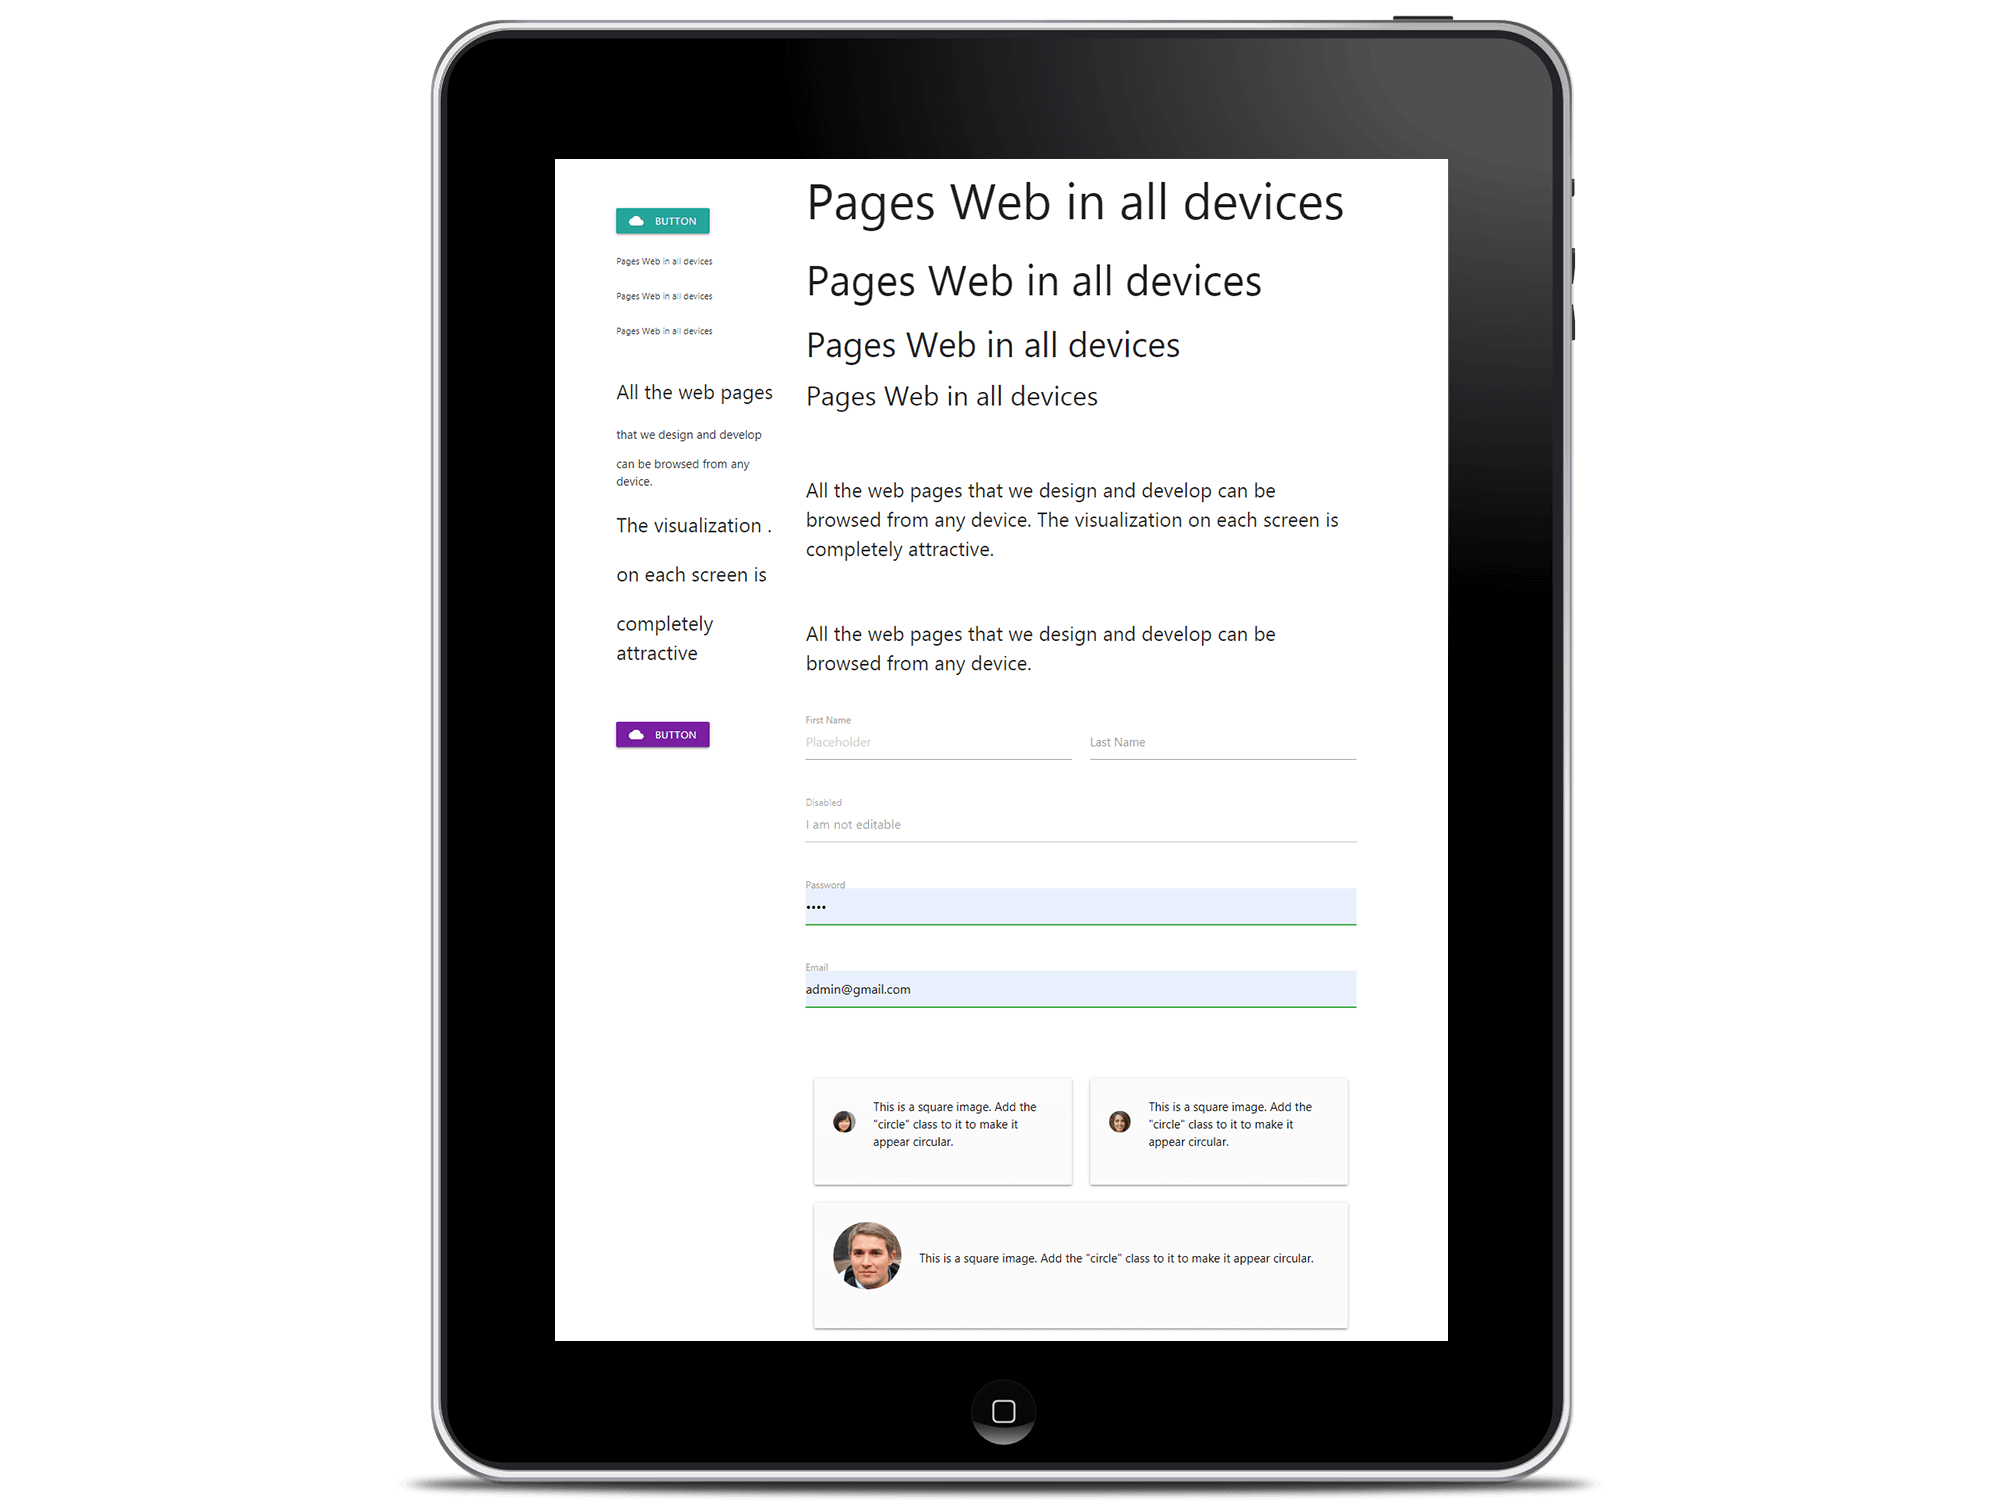 BUTTON
Pages Web in all devices
Pages Web in all devices
Pages Web in all devices
All the web pages
that we design and develop
can be browsed from any
device.
The visualization .
on each screen is
completely
attractive
BUTTON
Pages Web in all devices
Pages Web in all devices
Pages Web in all devices
Pages Web in all devices
All the web pages that we design and develop can be
browsed from any device. The visualization on each screen is
completely attractive.
All the web pages that we design and develop can be
browsed from any device.
First Name
Placeholder
Last Name
Disabled
I am not editable
Password
••••
Email
admin@gmail.com
This is a square image. Add the
"circle" class to it to make it
appear circular.
This is a square image. Add the
"circle" class to it to make it
appear circular.
This is a square image. Add the "circle" class to it to make it appear circular.